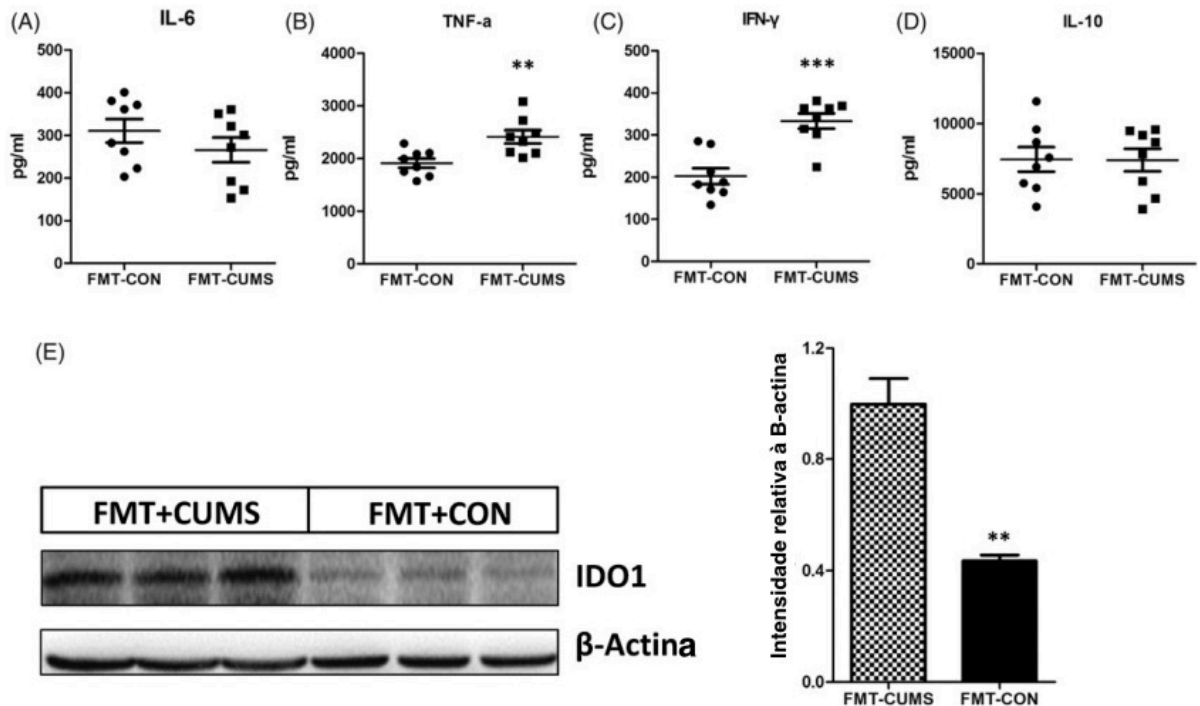 (A)
IL-6
500
400
300
200
100
0
pg/ml
FMT-CON
FMT-CUMS
(B)
TNF-a
**
4000
3000
2000
1000
0
pg/ml
FMT-CON
FMT-CUMS
(C)
IFN-γ
***
500
400
300
200
100
0
pg/ml
FMT-CON
FMT-CUMS
(D)
IL-10
15000
10000
5000
0
pg/ml
FMT-CON
FMT-CUMS
(E)
FMT+CUMS
FMT+CON
IDO1
β-Actina
Intensidade relativa à B-actina
1.2
0.8
0.4
0.0
**
FMT-CUMS
FMT-CON